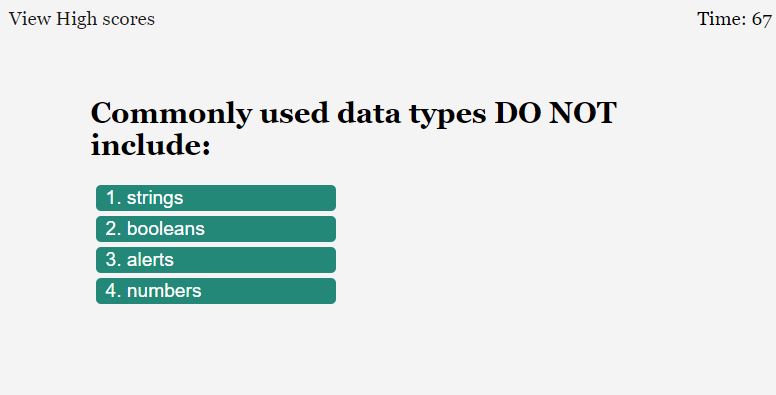 View High scores
Time: 67
Commonly used data types DO NOT
include:
1. strings
2. booleans
3. alerts
4. numbers